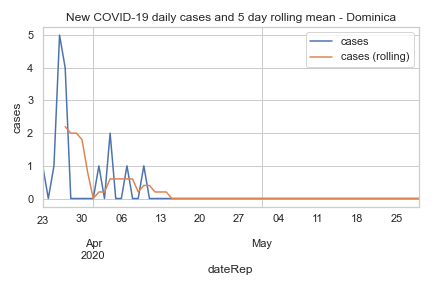 New COVID-19 daily cases and 5 day rolling mean - Dominica
cases
cases (rolling)
5
4
3
2
1
0
cases
23 30 06 13 20 27 04 11 18 25
Apr May
2020
dateRep